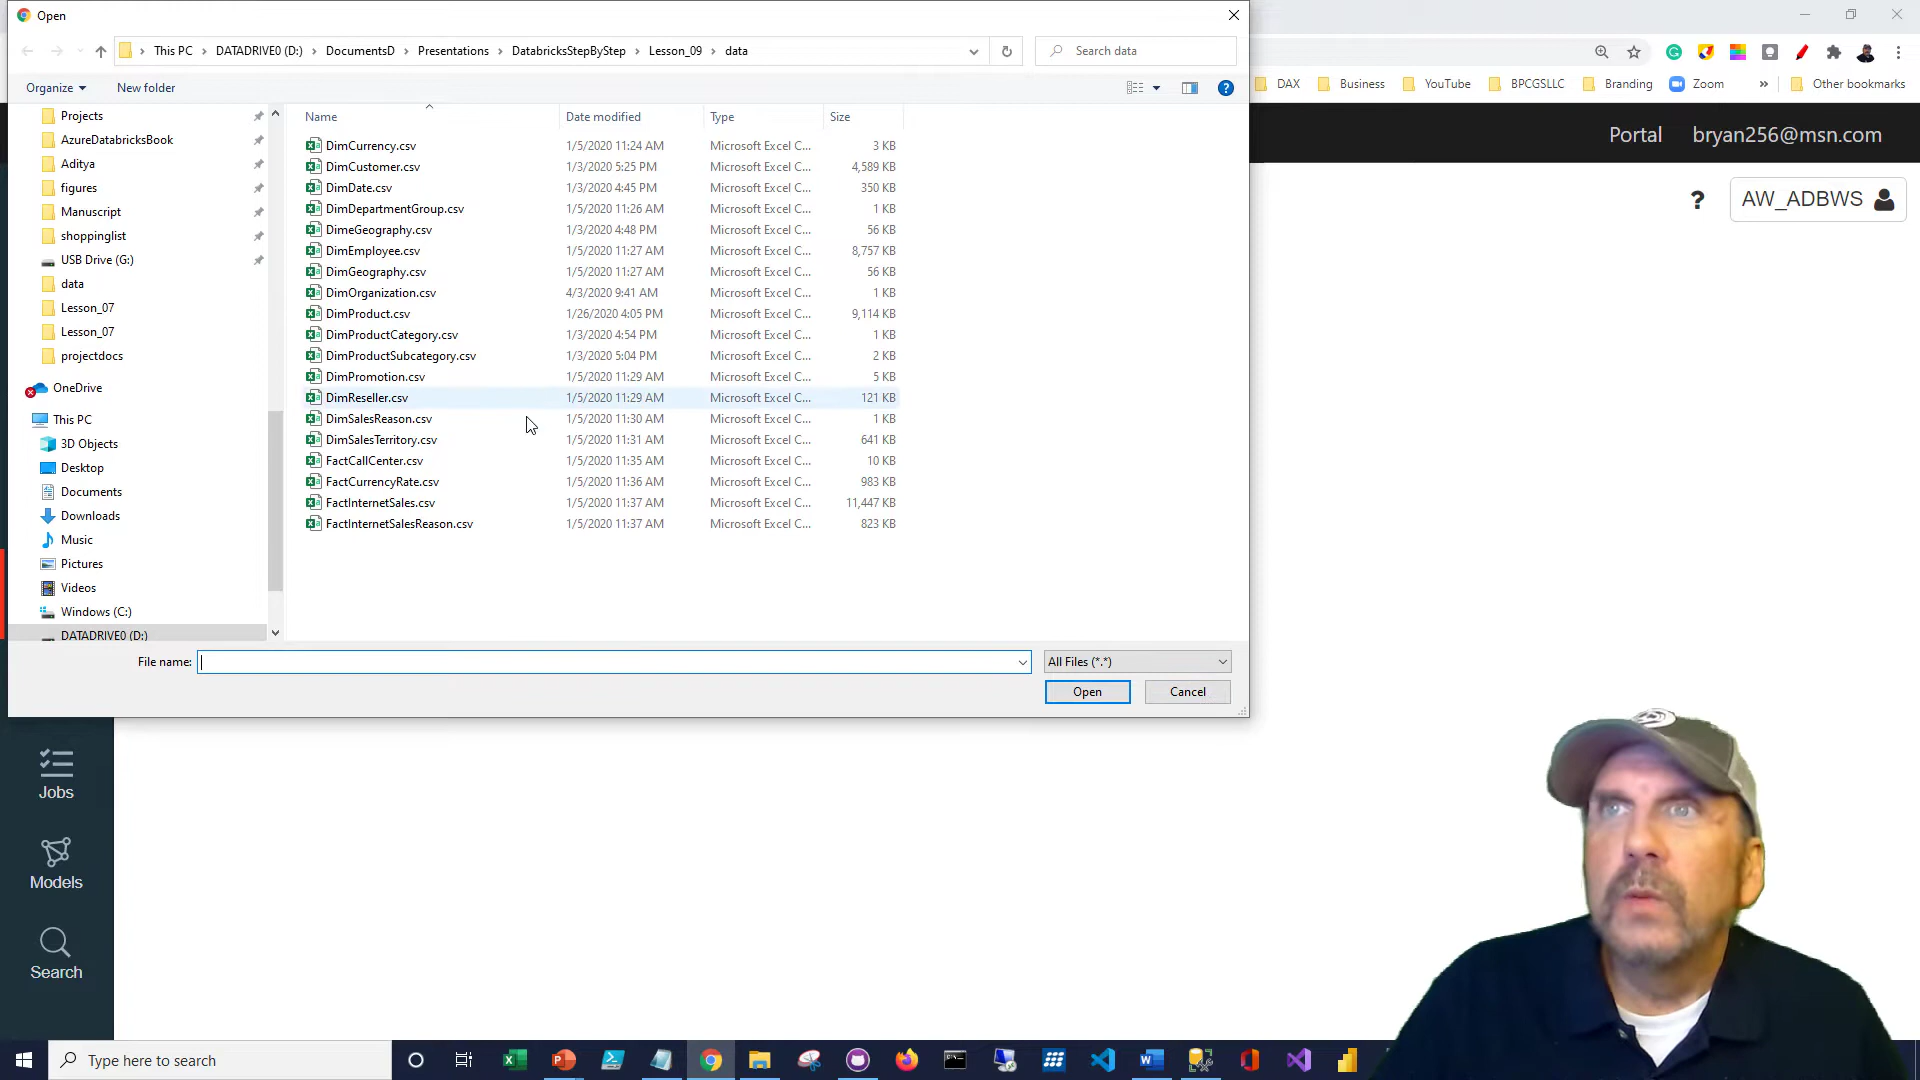 Open
This PC > DATADRIVE0 (D:) > DocumentsD > Presentations > DatabricksStepByStep > Lesson_09 > data
Search data
DAX Business YouTube BPCGSLLC Branding Zoom » Other bookmarks
Organize New folder
Portal bryan256@msn.com
? AW_ADBWS
Projects
AzureDatabricksBook
Aditya
figures
Manuscript
shoppinglist
USB Drive (G:)
data
Lesson_07
Lesson_07
projectdocs
OneDrive
This PC
3D Objects
Desktop
Documents
Downloads
Music
Pictures
Videos
Windows (C:)
DATADRIVE0 (D:)
Name Date modified Type Size
DimCurrency.csv 1/5/2020 11:24 AM Microsoft Excel C... 3 KB
DimCustomer.csv 1/3/2020 5:25 PM Microsoft Excel C... 4,589 KB
DimDate.csv 1/3/2020 4:45 PM Microsoft Excel C... 350 KB
DimDepartmentGroup.csv 1/5/2020 11:26 AM Microsoft Excel C... 1 KB
DimeGeography.csv 1/3/2020 4:48 PM Microsoft Excel C... 56 KB
DimEmployee.csv 1/5/2020 11:27 AM Microsoft Excel C... 8,757 KB
DimGeography.csv 1/5/2020 11:27 AM Microsoft Excel C... 56 KB
DimOrganization.csv 4/3/2020 9:41 AM Microsoft Excel C... 1 KB
DimProduct.csv 1/26/2020 4:05 PM Microsoft Excel C... 9,114 KB
DimProductCategory.csv 1/3/2020 4:54 PM Microsoft Excel C... 1 KB
DimProductSubcategory.csv 1/3/2020 5:04 PM Microsoft Excel C... 2 KB
DimPromotion.csv 1/5/2020 11:29 AM Microsoft Excel C... 5 KB
DimReseller.csv 1/5/2020 11:29 AM Microsoft Excel C... 121 KB
DimSalesReason.csv 1/5/2020 11:30 AM Microsoft Excel C... 1 KB
DimSalesTerritory.csv 1/5/2020 11:31 AM Microsoft Excel C... 641 KB
FactCallCenter.csv 1/5/2020 11:35 AM Microsoft Excel C... 10 KB
FactCurrencyRate.csv 1/5/2020 11:36 AM Microsoft Excel C... 983 KB
FactInternetSales.csv 1/5/2020 11:37 AM Microsoft Excel C... 11,447 KB
FactInternetSalesReason.csv 1/5/2020 11:37 AM Microsoft Excel C... 823 KB
File name: All Files (*.*)
Open Cancel
Jobs
Models
Search
Type here to search